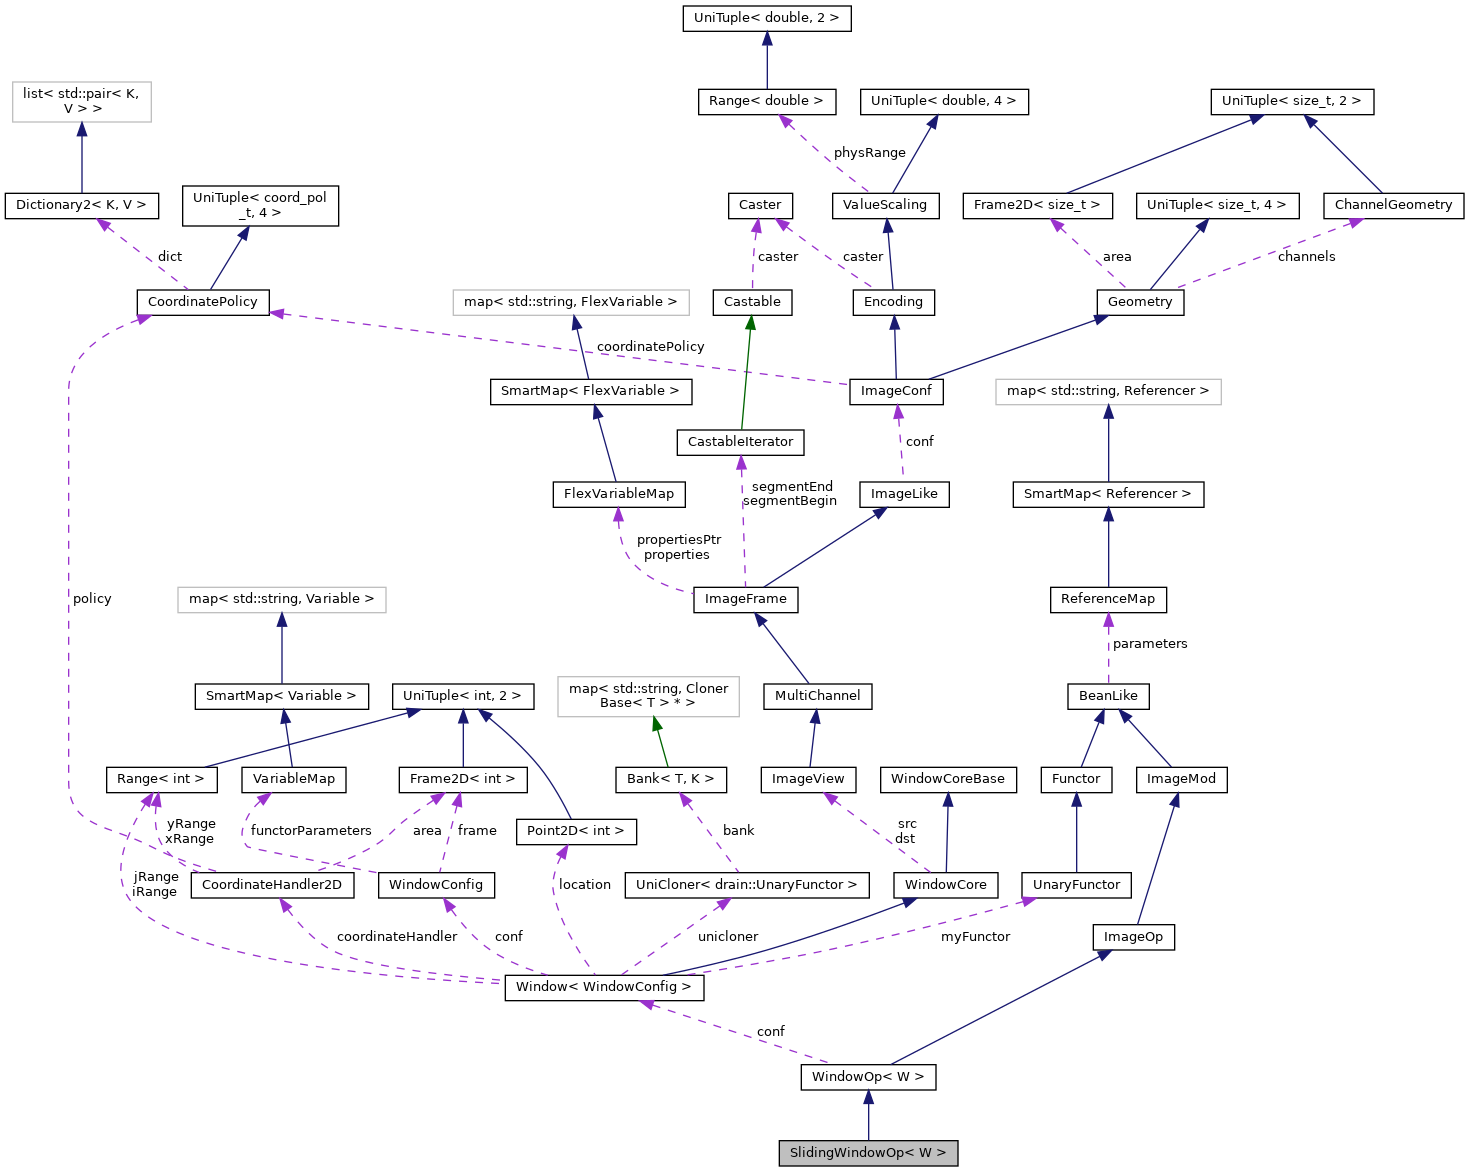 UniTuple< double, 2 >
list< std::pair< K,
V > >
Range< double >
UniTuple< double, 4 >
UniTuple< size_t, 2 >
physRange
Dictionary2< K, V >
UniTuple< coord_pol
_t, 4 >
Caster
ValueScaling
Frame2D< size_t >
UniTuple< size_t, 4 >
ChannelGeometry
dict
caster
caster
area
channels
CoordinatePolicy
map< std::string, FlexVariable >
Castable
Encoding
Geometry
coordinatePolicy
SmartMap< FlexVariable >
ImageConf
map< std::string, Referencer >
CastableIterator
conf
segmentEnd
segmentBegin
FlexVariableMap
ImageLike
SmartMap< Referencer >
propertiesPtr
properties
policy
map< std::string, Variable >
ImageFrame
ReferenceMap
parameters
SmartMap< Variable >
UniTuple< int, 2 >
map< std::string, Cloner
Base< T > * >
MultiChannel
BeanLike
Range< int >
VariableMap
Frame2D< int >
Bank< T, K >
ImageView
WindowCoreBase
Functor
ImageMod
yRange
xRange
functorParameters
area
frame
Point2D< int >
bank
src
dst
jRange
iRange
CoordinateHandler2D
WindowConfig
location
UniCloner< drain::UnaryFunctor >
WindowCore
UnaryFunctor
coordinateHandler
conf
unicloner
myFunctor
ImageOp
Window< WindowConfig >
conf
WindowOp< W >
SlidingWindowOp< W >